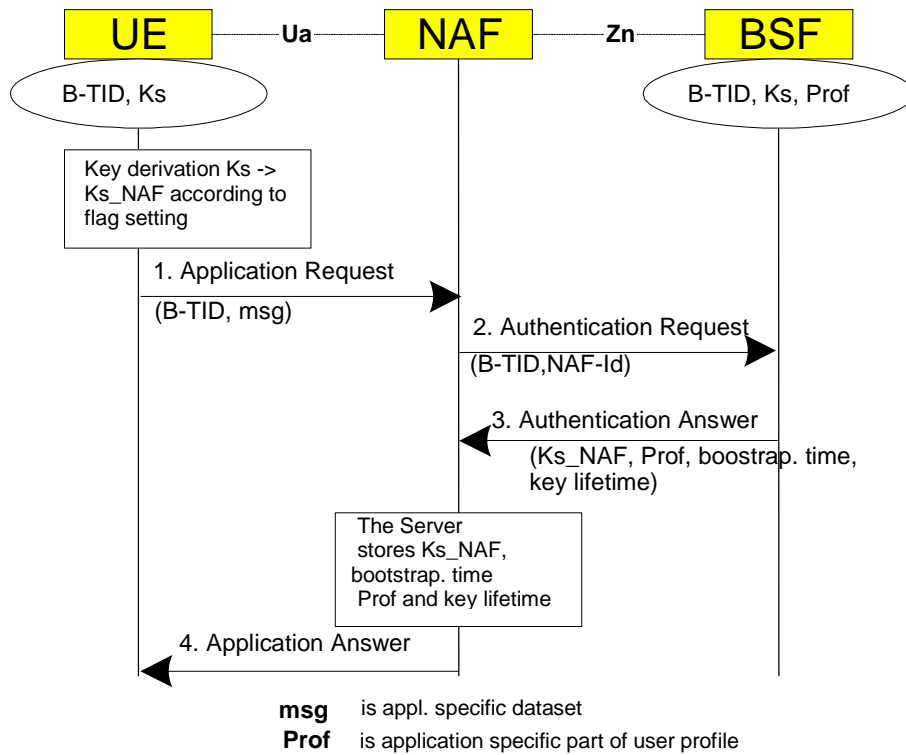 UE
Ua
NAF
Zn
BSF
B-TID, Ks
B-TID, Ks, Prof
Key derivation Ks ->
Ks_NAF according to
flag setting
1. Application Request
(B-TID, msg)
2. Authentication Request
(B-TID,NAF-Id)
3. Authentication Answer
(Ks_NAF, Prof, boostrap. time,
key lifetime)
The Server
stores Ks_NAF,
bootstrap. time
Prof and key lifetime
4. Application Answer
msg is appl. specific dataset
Prof is application specific part of user profile